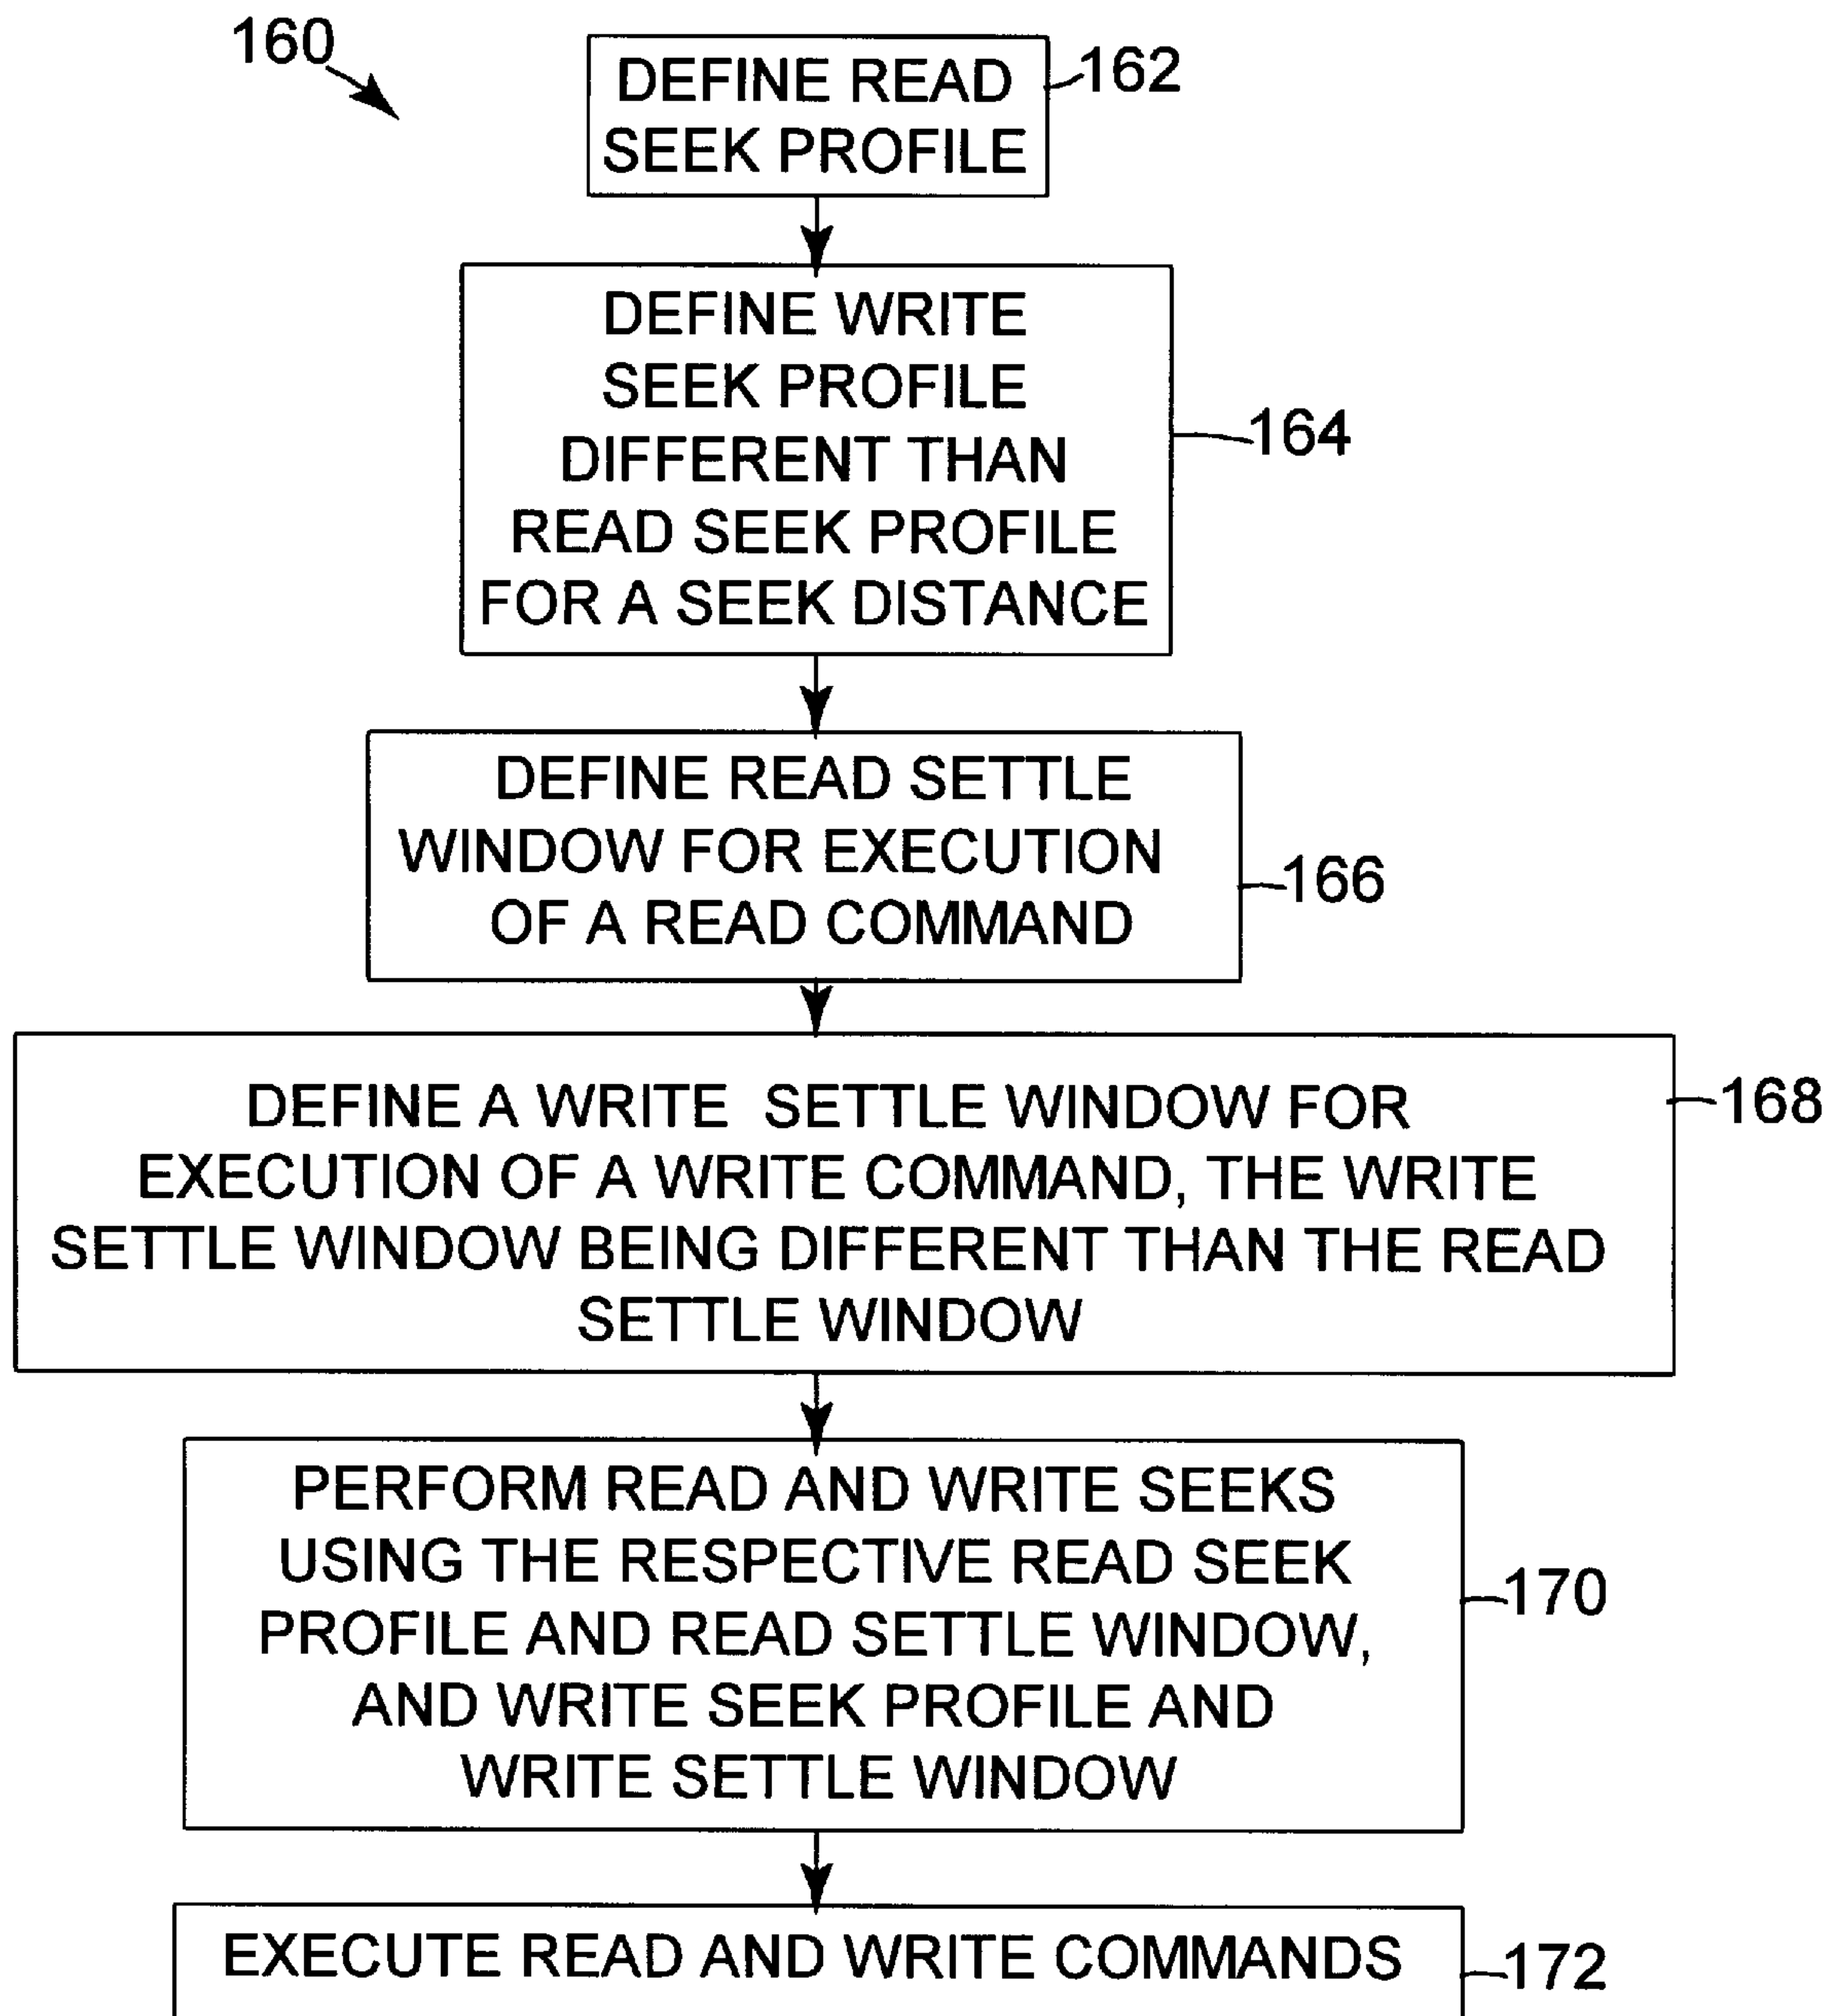 160
DEFINE READ
SEEK PROFILE
162
DEFINE WRITE
SEEK PROFILE
DIFFERENT THAN
READ SEEK PROFILE
FOR A SEEK DISTANCE
164
DEFINE READ SETTLE
WINDOW FOR EXECUTION
OF A READ COMMAND
166
DEFINE A WRITE SETTLE WINDOW FOR
EXECUTION OF A WRITE COMMAND, THE WRITE
SETTLE WINDOW BEING DIFFERENT THAN THE READ
SETTLE WINDOW
168
PERFORM READ AND WRITE SEEKS
USING THE RESPECTIVE READ SEEK
PROFILE AND READ SETTLE WINDOW,
AND WRITE SEEK PROFILE AND
WRITE SETTLE WINDOW
170
EXECUTE READ AND WRITE COMMANDS
172